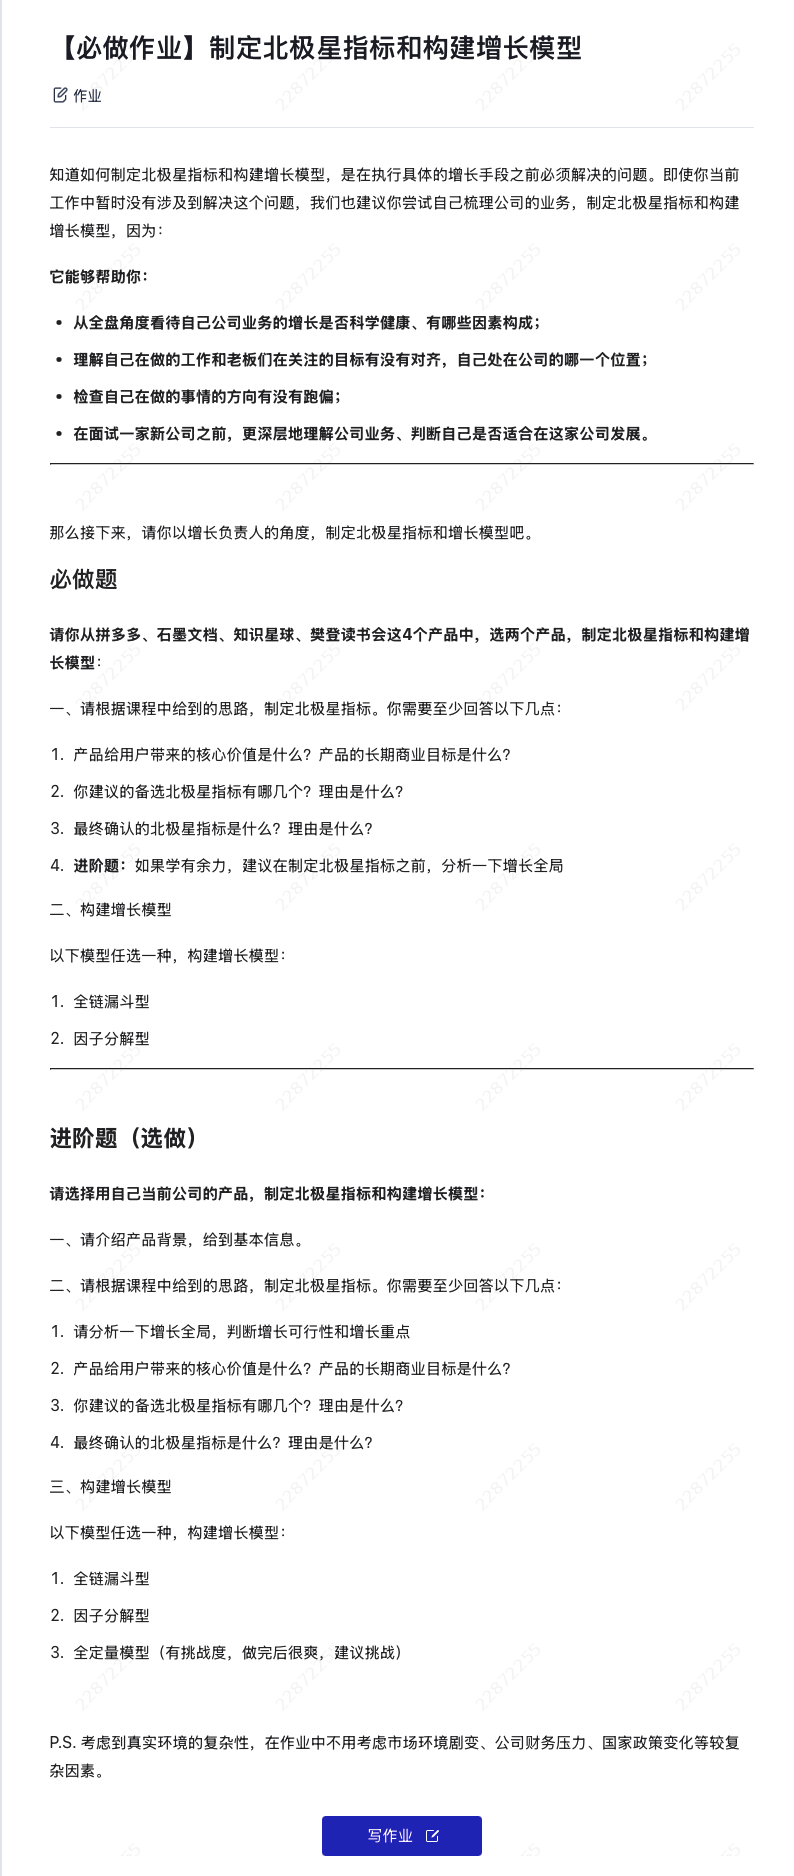 【必做作业】制定北极星指标和构建增长模型
作业
知道如何制定北极星指标和构建增长模型，是在执行具体的增长手段之前必须解决的问题。即使你当前
工作中暂时没有涉及到解决这个问题，我们也建议你尝试自己梳理公司的业务，制定北极星指标和构建
增长模型，因为：
它能够帮助你：
• 从全盘角度看待自己公司业务的增长是否科学健康、有哪些因素构成；
• 理解自己在做的工作和老板们在关注的目标有没有对齐，自己处在公司的哪一个位置；
• 检查自己在做的事情的方向有没有跑偏；
• 在面试一家新公司之前，更深层地理解公司业务、判断自己是否适合在这家公司发展。
那么接下来，请你以增长负责人的角度，制定北极星指标和增长模型吧。
必做题
请你从拼多多、石墨文档、知识星球、樊登读书会这4个产品中，选两个产品，制定北极星指标和构建增
长模型：
一、请根据课程中给到的思路，制定北极星指标。你需要至少回答以下几点：
1. 产品给用户带来的核心价值是什么？产品的长期商业目标是什么？
2. 你建议的备选北极星指标有哪几个？理由是什么？
3. 最终确认的北极星指标是什么？理由是什么？
4. 进阶题：如果学有余力，建议在制定北极星指标之前，分析一下增长全局
二、构建增长模型
以下模型任选一种，构建增长模型：
1. 全链漏斗型
2. 因子分解型
进阶题（选做）
请选择用自己当前公司的产品，制定北极星指标和构建增长模型：
一、请介绍产品背景，给到基本信息。
二、请根据课程中给到的思路，制定北极星指标。你需要至少回答以下几点：
1. 请分析一下增长全局，判断增长可行性和增长重点
2. 产品给用户带来的核心价值是什么？产品的长期商业目标是什么？
3. 你建议的备选北极星指标有哪几个？理由是什么？
4. 最终确认的北极星指标是什么？理由是什么？
三、构建增长模型
以下模型任选一种，构建增长模型：
1. 全链漏斗型
2. 因子分解型
3. 全定量模型（有挑战度，做完后很爽，建议挑战）
P.S. 考虑到真实环境的复杂性，在作业中不用考虑市场环境剧变、公司财务压力、国家政策变化等较复
杂因素。
写作业
22872255